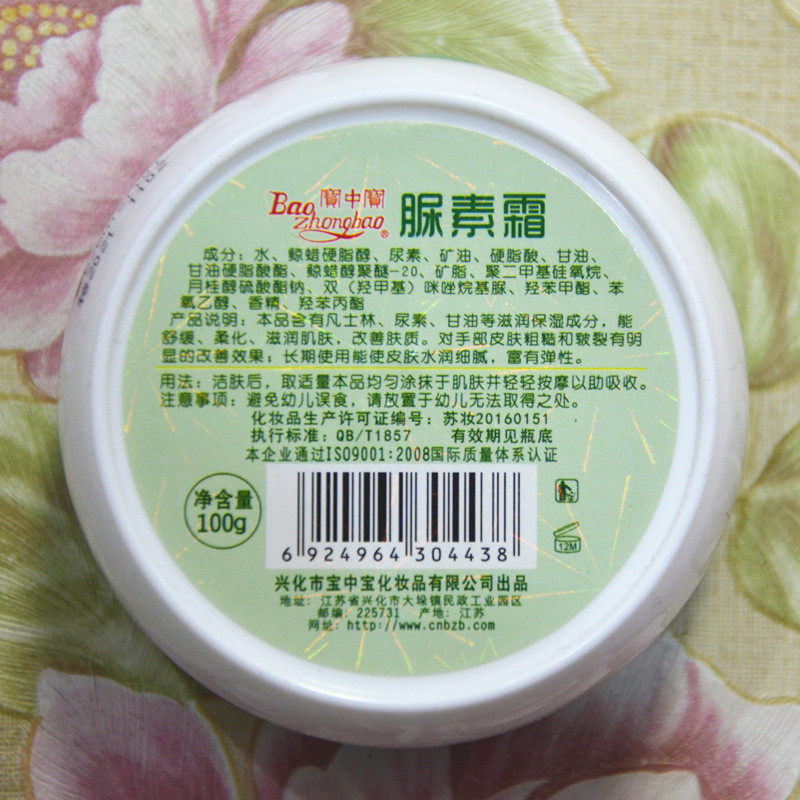 Bao 寶中寶
zhongbao ®
脲素霜
成分：水、鲸蜡硬脂醇、尿素、矿油、硬脂酸、甘油、
甘油硬脂酸酯、鲸蜡醇聚醚-20、矿脂、聚二甲基硅氧烷、
月桂醇硫酸酯钠、双（羟甲基）咪唑烷基脲、羟苯甲酯、苯
氧乙醇、香精、羟苯丙酯
产品说明：本品含有凡士林、尿素、甘油等滋润保湿成分，能
舒缓、柔化、滋润肌肤，改善肤质。对手部皮肤粗糙和皲裂有明
显的改善效果；长期使用能使皮肤水润细腻，富有弹性。
用法：洁肤后，取适量本品均匀涂抹于肌肤并轻轻按摩以助吸收。
注意事项：避免幼儿误食，请放置于幼儿无法取得之处。
化妆品生产许可证编号：苏妆20160151
执行标准：QB/T1857 有效期见瓶底
本企业通过ISO9001:2008国际质量体系认证
净含量
100g
6 924964 304438
12M
兴化市宝中宝化妆品有限公司出品
地址：江苏省兴化市大垛镇民政工业园区
邮编：225731 产地：江苏
网址：http://www.cnbzb.com